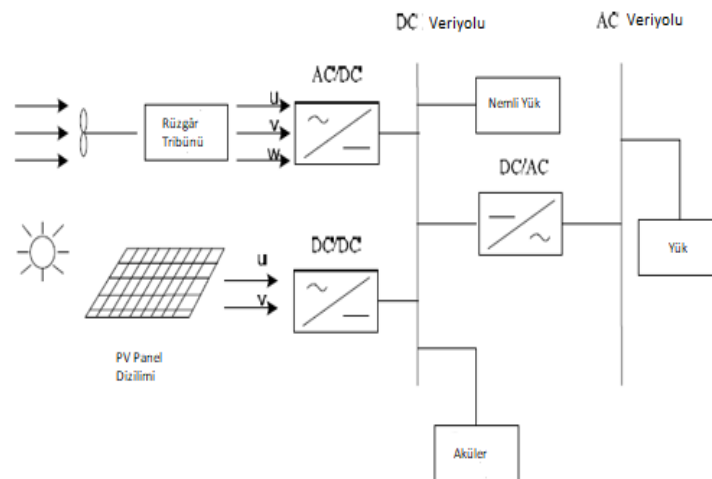 DC Veriyolu
AC Veriyolu
AC/DC
u
v
w
Rüzgâr
Tribünü
Nemli Yük
DC/AC
Yük
DC/DC
u
v
PV Panel
Dizilimi
Aküler